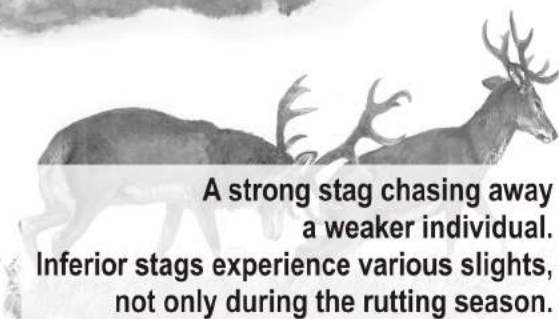 A strong stag chasing away
a weaker individual.
Inferior stags experience various slights,
not only during the rutting season.